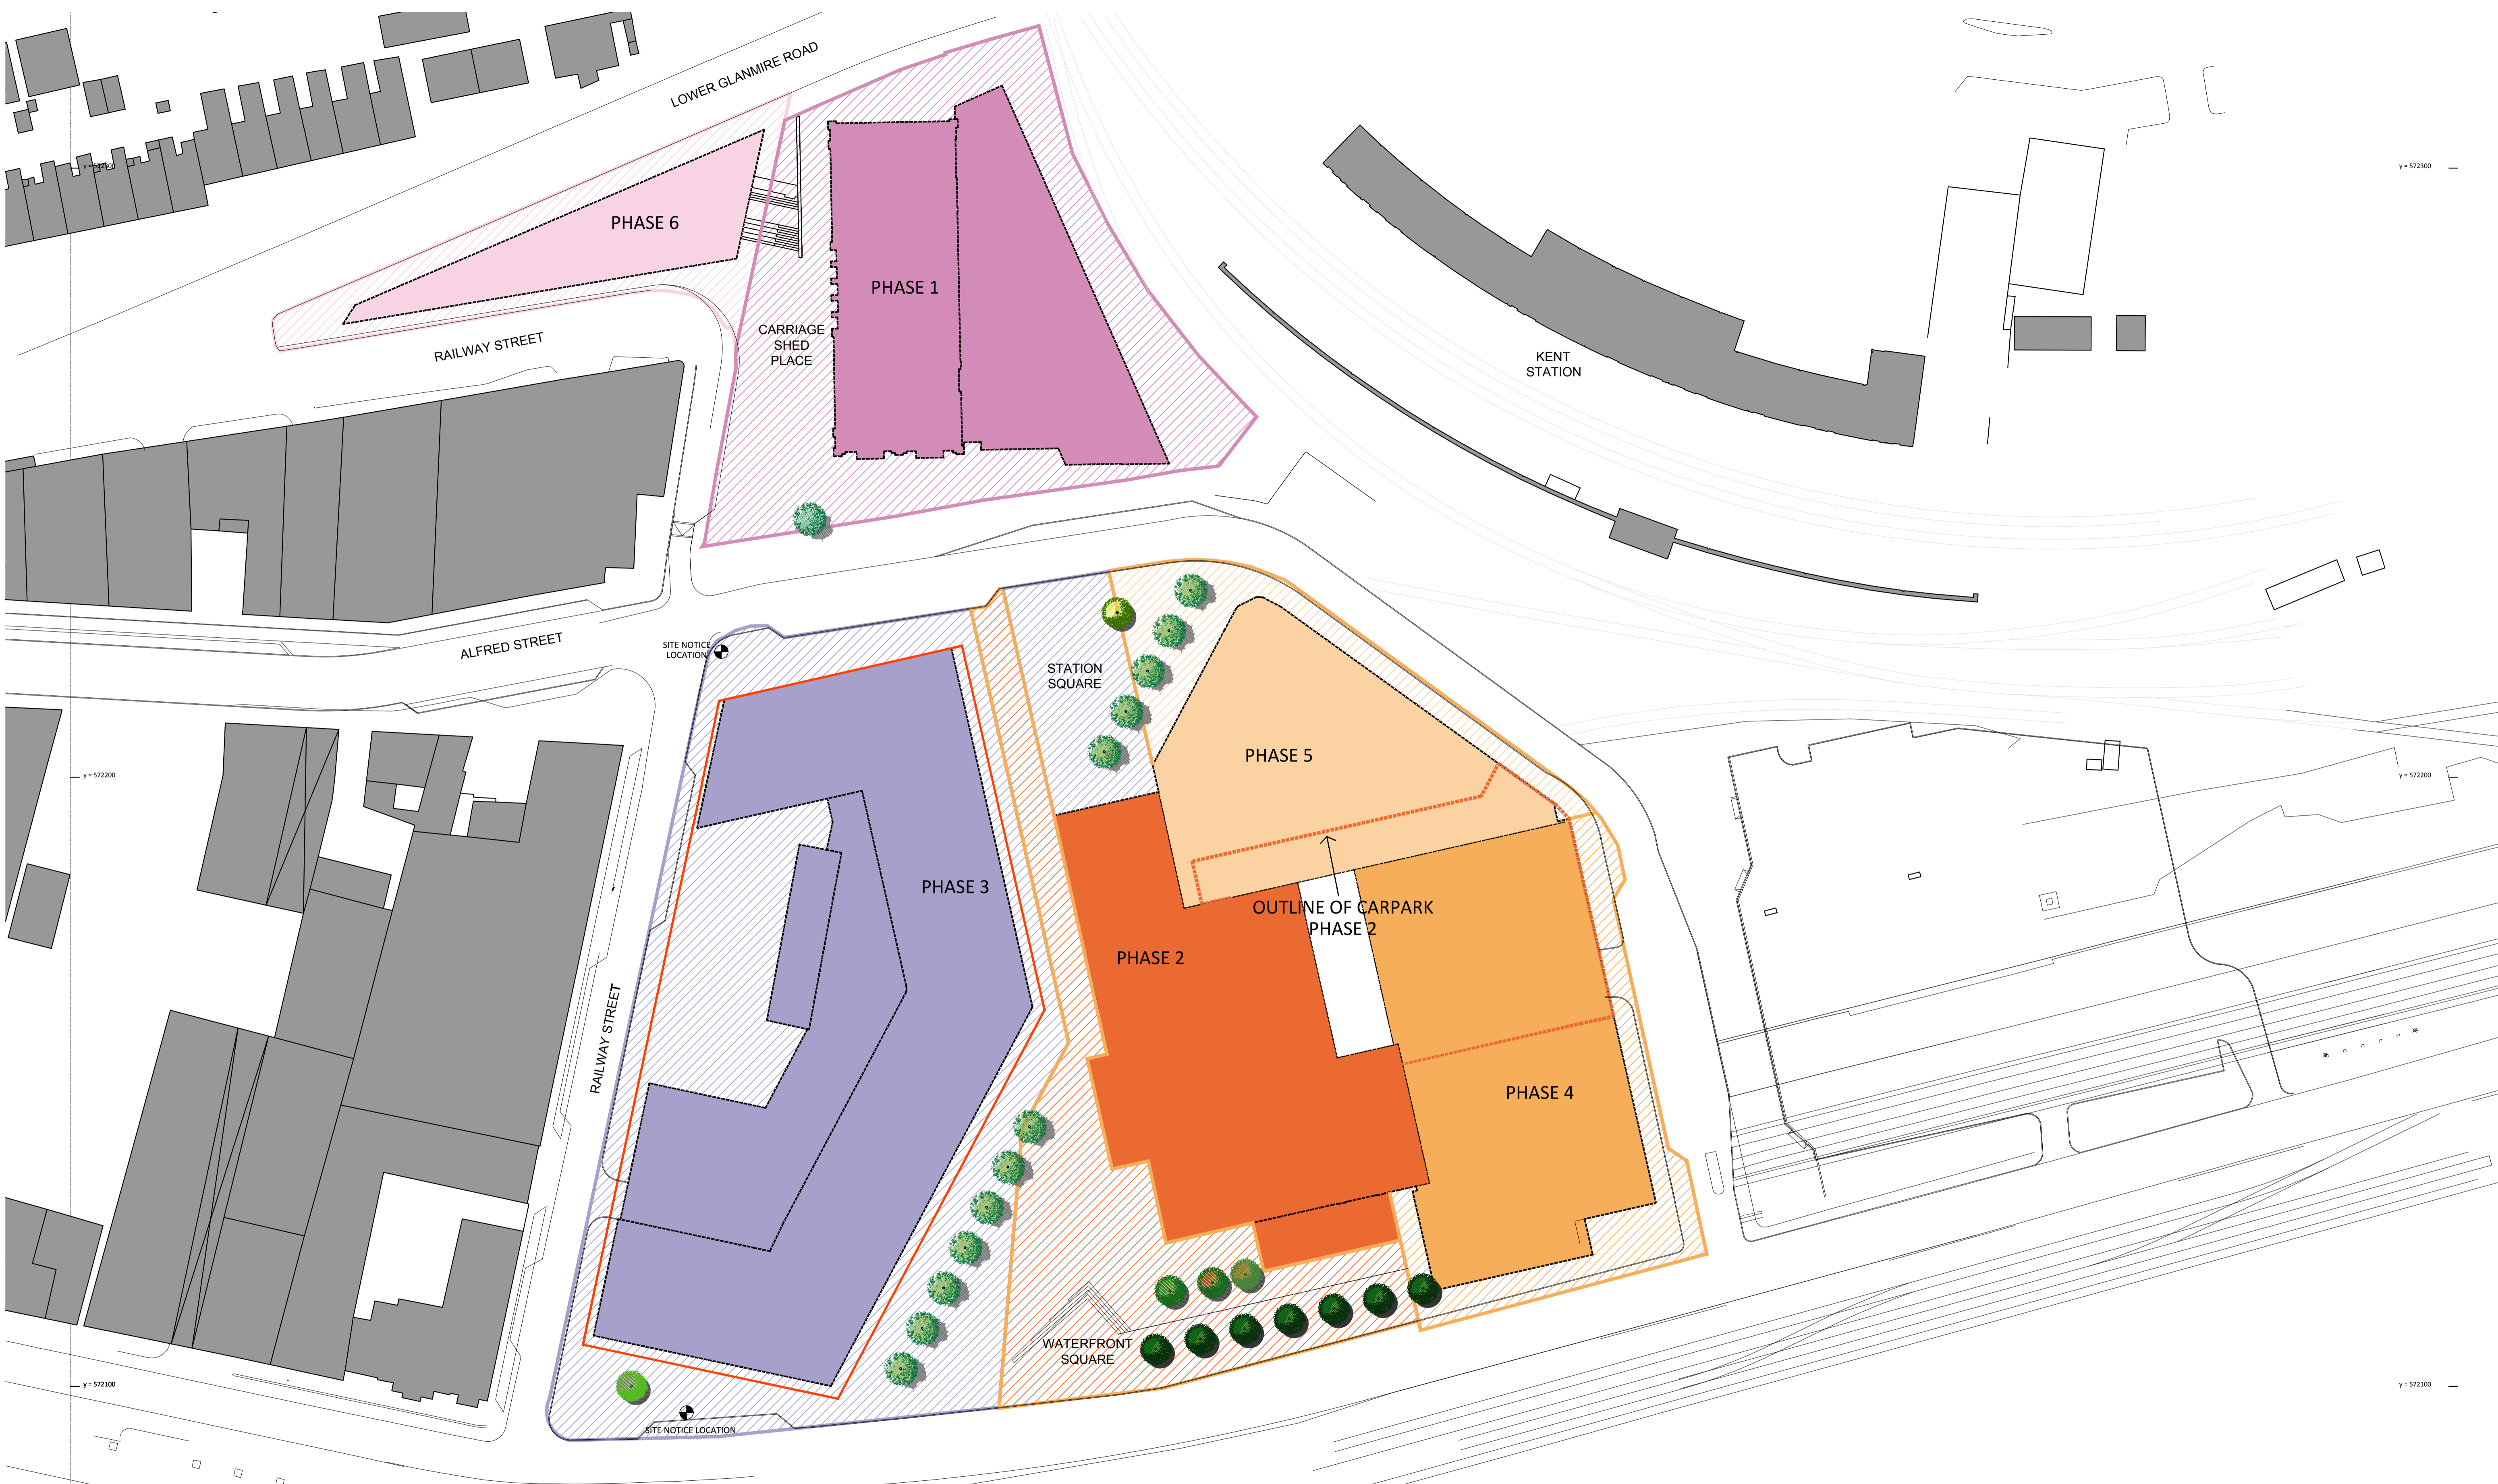 LOWER GLANMIRE ROAD
y = 572300
PHASE 6
PHASE 1
CARRIAGE
SHED
PLACE
RAILWAY STREET
KENT
STATION
ALFRED STREET
SITE NOTICE
LOCATION
STATION
SQUARE
PHASE 5
y = 572200
y = 572200
PHASE 3
OUTLINE OF CARPARK
PHASE 2
PHASE 2
RAILWAY STREET
PHASE 4
WATERFRONT
SQUARE
y = 572100
y = 572100
SITE NOTICE LOCATION